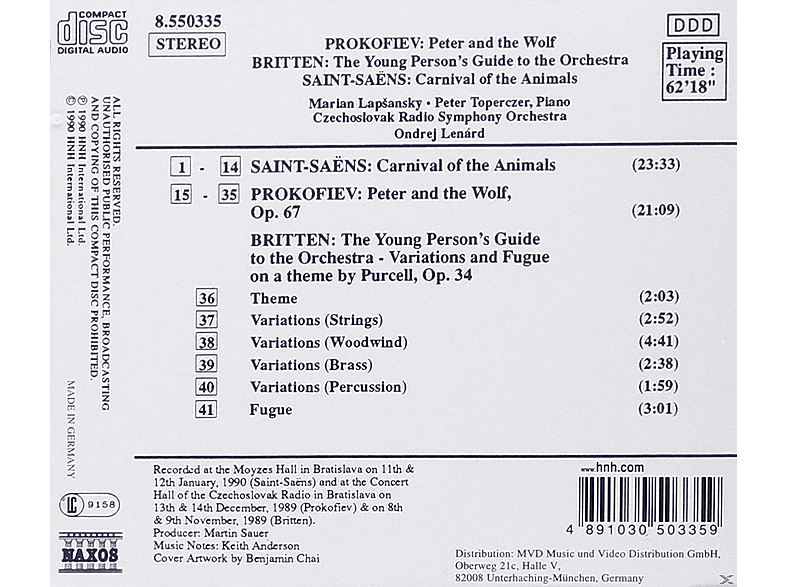 COMPACT
disc
DIGITAL AUDIO
8.550335
STEREO
DDD
Playing
Time :
62'18"
PROKOFIEV: Peter and the Wolf
BRITTEN: The Young Person's Guide to the Orchestra
SAINT-SAËNS: Carnival of the Animals
Marian Lapšansky • Peter Toperczer, Piano
Czechoslovak Radio Symphony Orchestra
Ondrej Lenárd
1 - 14 SAINT-SAËNS: Carnival of the Animals (23:33)
15 - 35 PROKOFIEV: Peter and the Wolf,
Op. 67 (21:09)
BRITTEN: The Young Person's Guide
to the Orchestra - Variations and Fugue
on a theme by Purcell, Op. 34
36 Theme (2:03)
37 Variations (Strings) (2:52)
38 Variations (Woodwind) (4:41)
39 Variations (Brass) (2:38)
40 Variations (Percussion) (1:59)
41 Fugue (3:01)
ALL RIGHTS RESERVED.
UNAUTHORISED PUBLIC PERFORMANCE, BROADCASTING
AND COPYING OF THIS COMPACT DISC PROHIBITED.
℗ 1990 HNH International Ltd.
© 1990 HNH International Ltd.
MADE IN GERMANY
LC 9158
NAXOS
Recorded at the Moyzes Hall in Bratislava on 11th &
12th January, 1990 (Saint-Saëns) and at the Concert
Hall of the Czechoslovak Radio in Bratislava on
13th & 14th December, 1989 (Prokofiev) & on 8th
& 9th November, 1989 (Britten).
Producer: Martin Sauer
Music Notes: Keith Anderson
Cover Artwork by Benjamin Chai
www.hnh.com
4 891030 503359
Distribution: MVD Music und Video Distribution GmbH,
Oberweg 21c, Halle V,
82008 Unterhaching-München, Germany